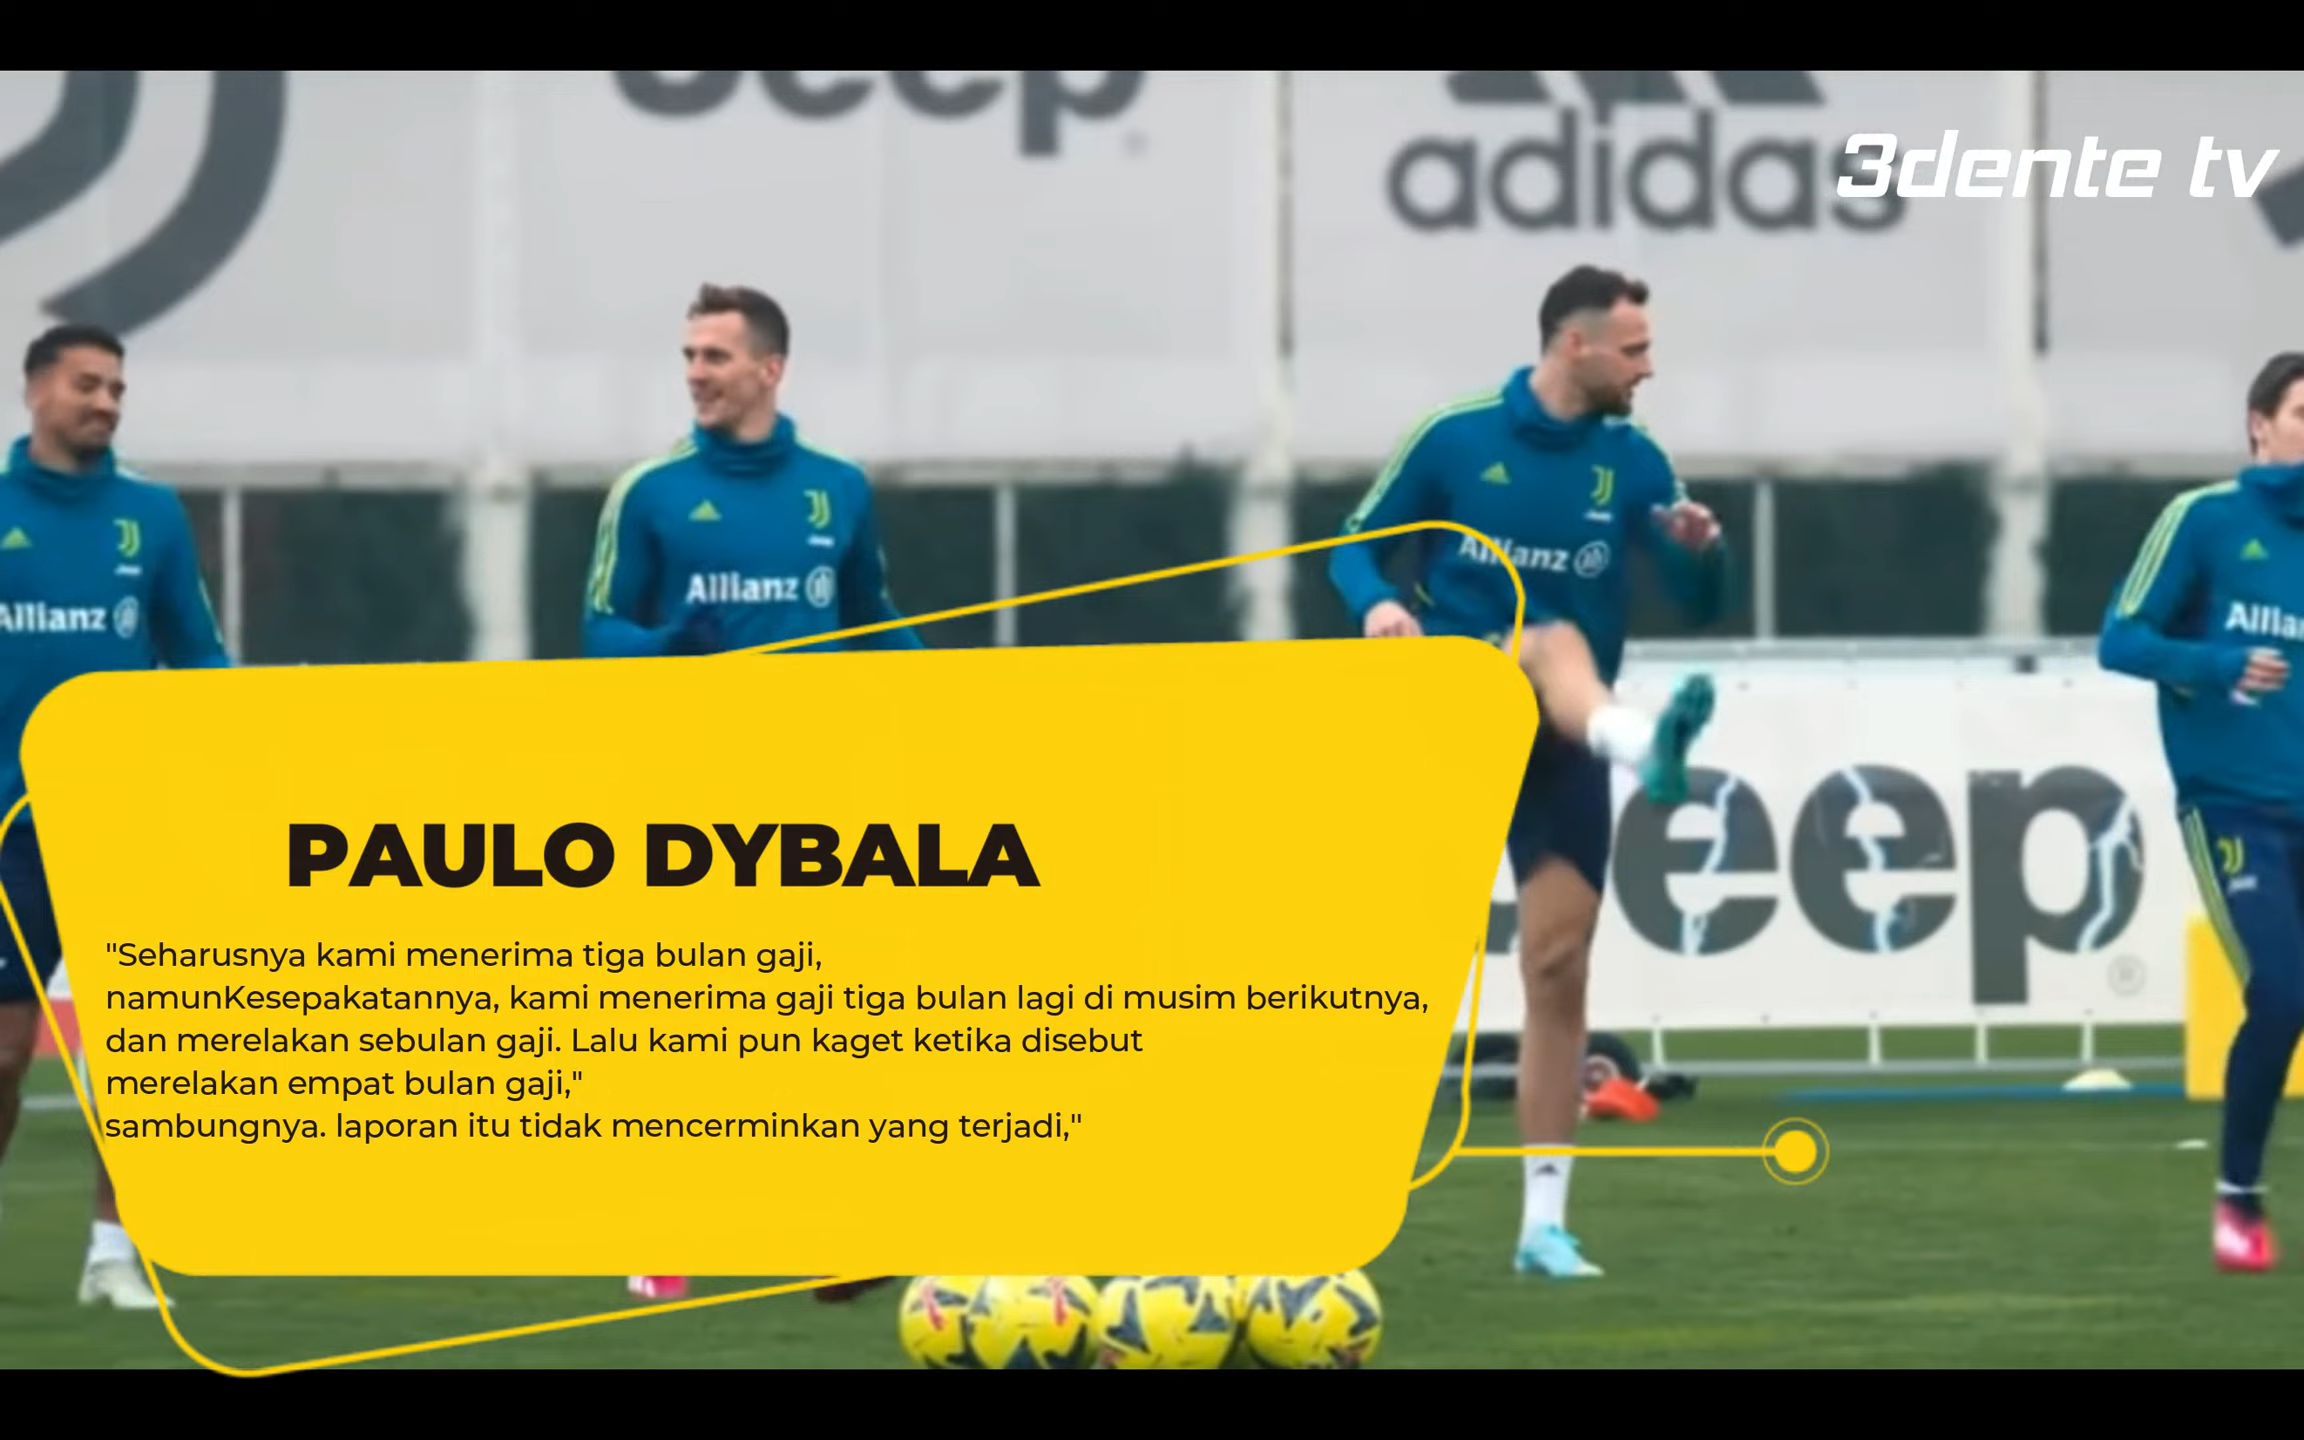 Jeep
adidas
3dente tv
Allianz
Allianz
Allianz
Allianz
Jeep
PAULO DYBALA
"Seharusnya kami menerima tiga bulan gaji,
namunKesepakatannya, kami menerima gaji tiga bulan lagi di musim berikutnya,
dan merelakan sebulan gaji. Lalu kami pun kaget ketika disebut
merelakan empat bulan gaji,"
sambungnya. laporan itu tidak mencerminkan yang terjadi,"